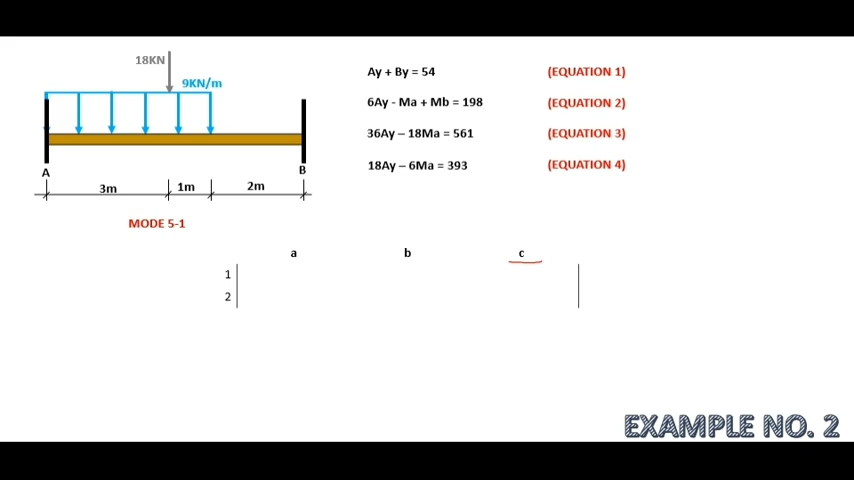 18KN
9KN/m
A
B
3m
1m
2m
MODE 5-1
Ay + By = 54 (EQUATION 1)
6Ay - Ma + Mb = 198 (EQUATION 2)
36Ay – 18Ma = 561 (EQUATION 3)
18Ay – 6Ma = 393 (EQUATION 4)
a b c
1
2
EXAMPLE NO. 2